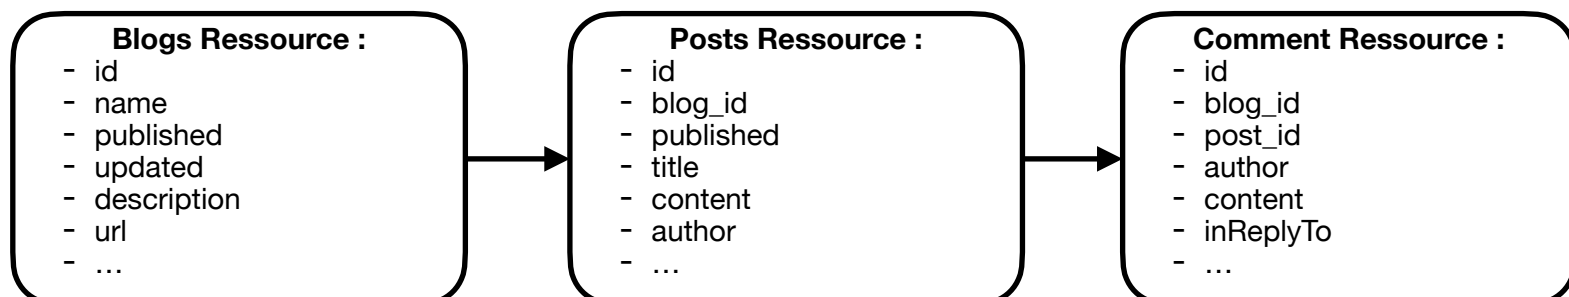 Blogs Ressource :
- id
- name
- published
- updated
- description
- url
- ...
Posts Ressource :
- id
- blog_id
- published
- title
- content
- author
- ...
Comment Ressource :
- id
- blog_id
- post_id
- author
- content
- inReplyTo
- ...